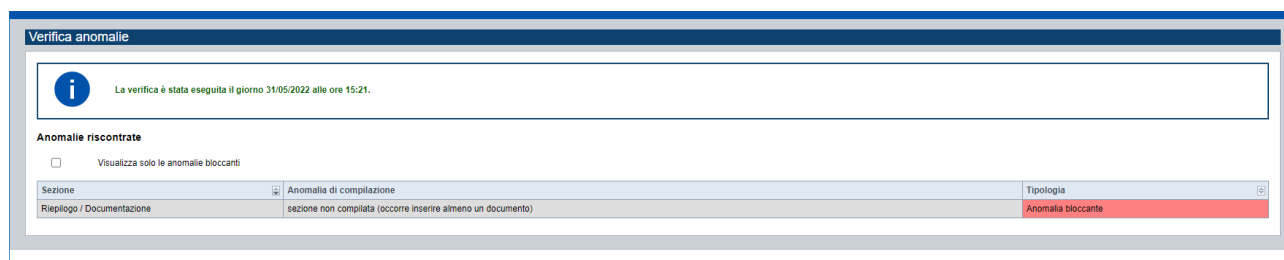 Verifica anomalie
i
La verifica è stata eseguita il giorno 31/05/2022 alle ore 15:21.
Anomalie riscontrate
Visualizza solo le anomalie bloccanti
Sezione Anomalia di compilazione Tipologia
Riepilogo / Documentazione sezione non compilata (occorre inserire almeno un documento) Anomalia bloccante